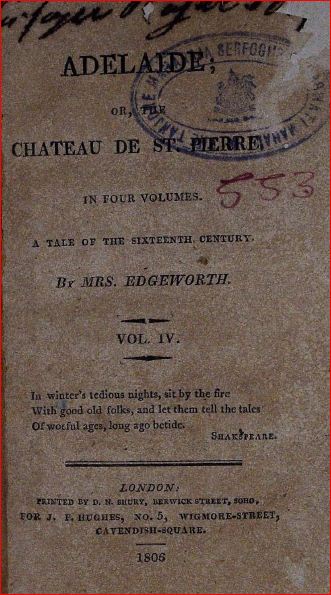 ADELAIDE;
OR, THE
CHATEAU DE ST. PIERRE.
IN FOUR VOLUMES.
553
A TALE OF THE SIXTEENTH CENTURY.
By MRS. EDGEWORTH.
VOL. IV.
In winter's tedious nights, sit by the fire
With good old folks, and let them tell the tales
Of woeful ages, long ago betide.
SHAKSPEARE.
LONDON:
PRINTED BY D. N. SHURY, BERWICK STREET, SOHO,
FOR J. F. HUGHES, NO. 5, WIGMORE-STREET,
CAVENDISH-SQUARE.
1806